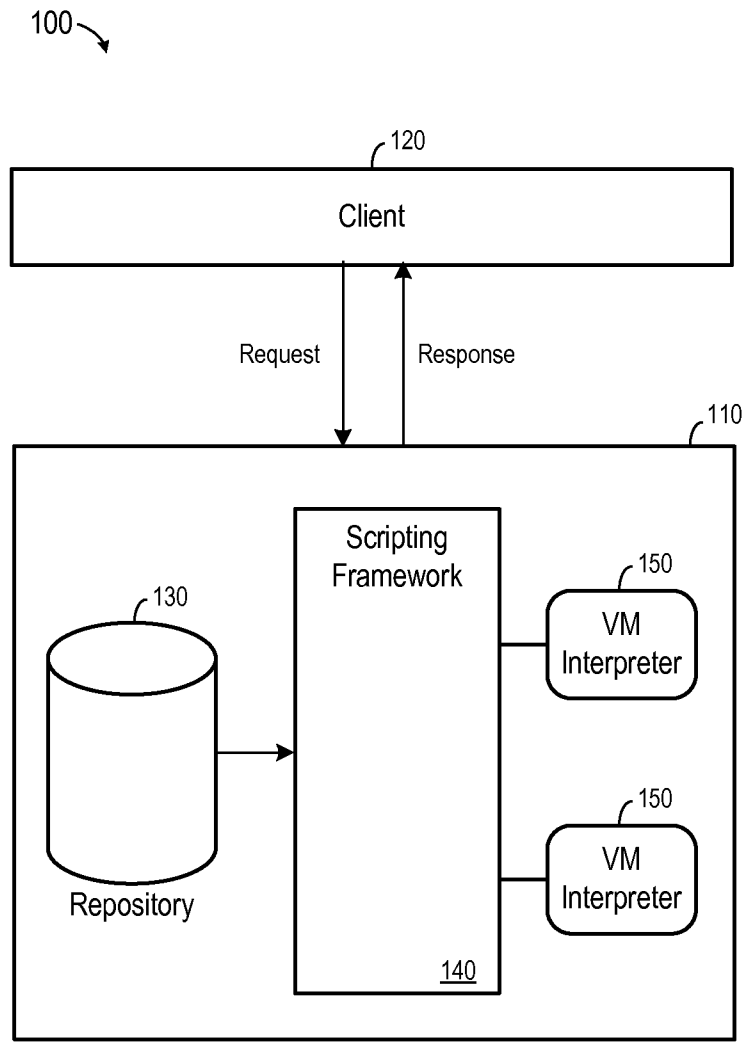 100
120
Client
Request
Response
110
Scripting
Framework
130
Repository
150
VM
Interpreter
150
VM
Interpreter
140